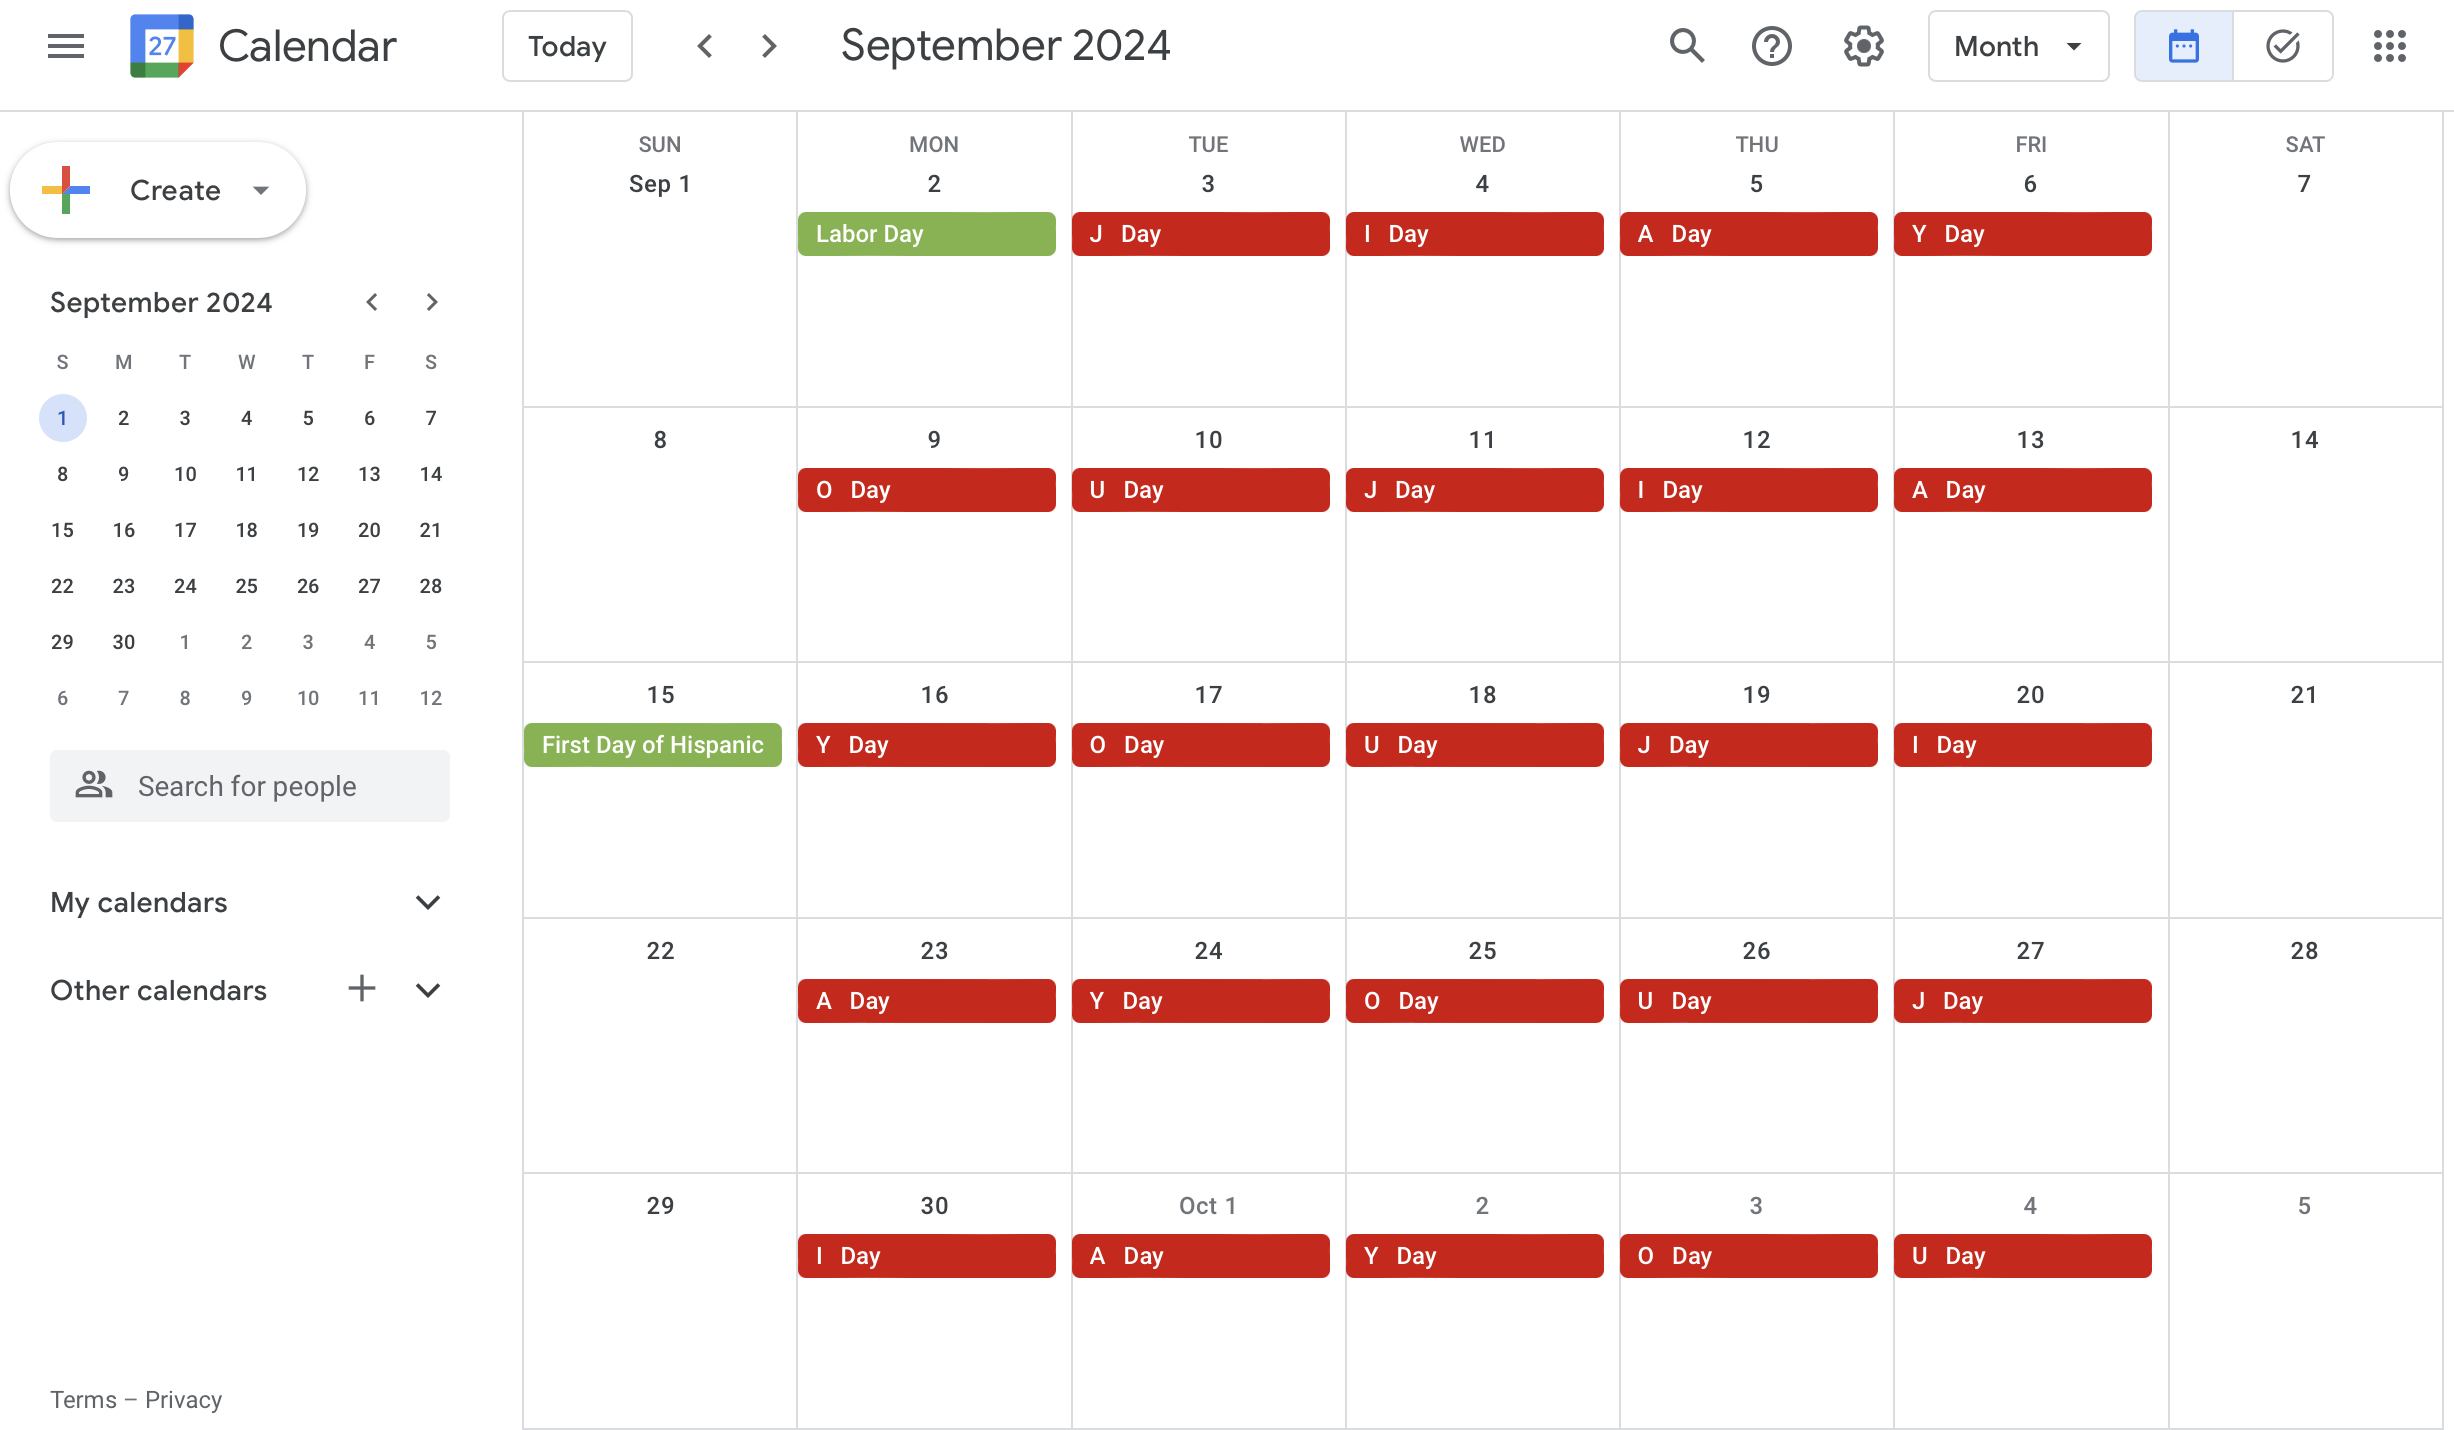 27 Calendar Today September 2024 Month
Create
September 2024
S M T W T F S
1 2 3 4 5 6 7
8 9 10 11 12 13 14
15 16 17 18 19 20 21
22 23 24 25 26 27 28
29 30 1 2 3 4 5
6 7 8 9 10 11 12
Search for people
My calendars
Other calendars
Terms – Privacy
SUN MON TUE WED THU FRI SAT
Sep 1 2 3 4 5 6 7
Labor Day J Day I Day A Day Y Day
8 9 10 11 12 13 14
O Day U Day J Day I Day A Day
15 16 17 18 19 20 21
First Day of Hispanic Y Day O Day U Day J Day I Day
22 23 24 25 26 27 28
A Day Y Day O Day U Day J Day
29 30 Oct 1 2 3 4 5
I Day A Day Y Day O Day U Day